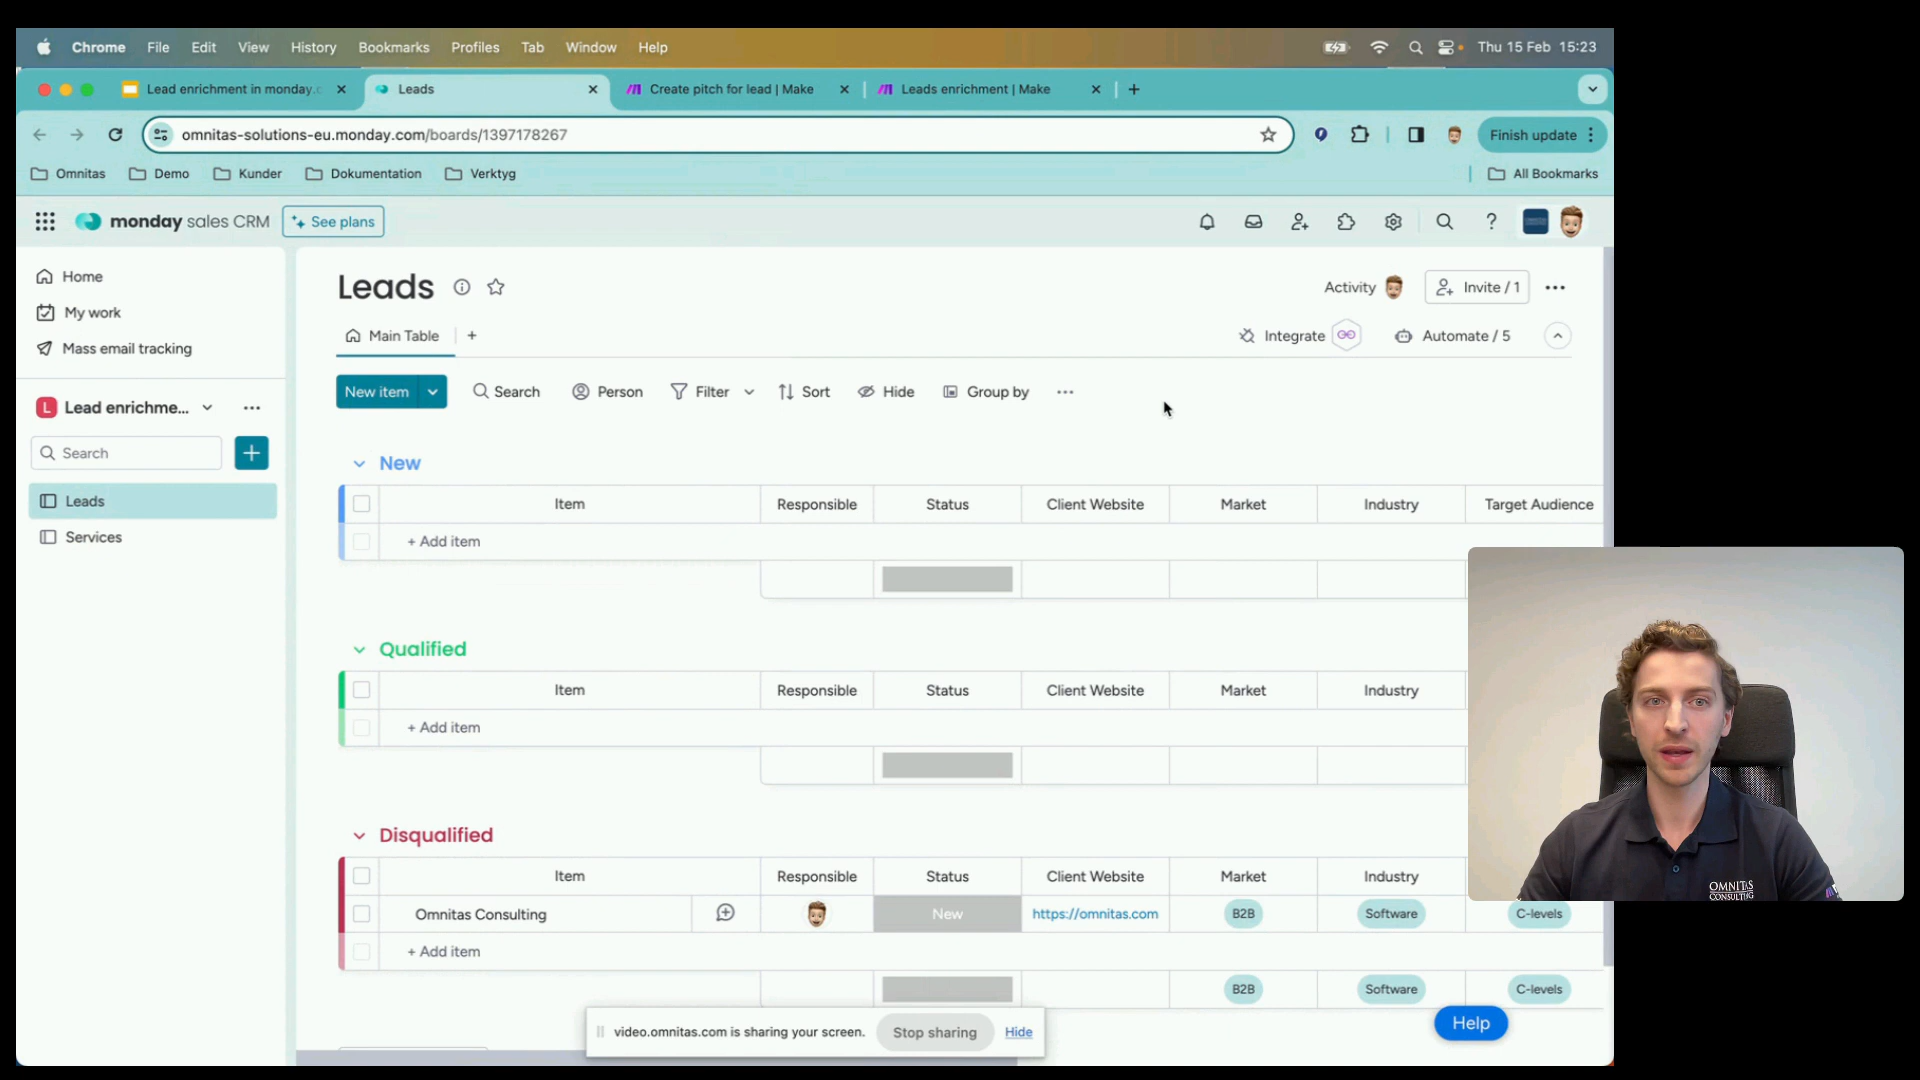 Chrome File Edit View History Bookmarks Profiles Tab Window Help Thu 15 Feb 15:23
Lead enrichment in monday.c Leads Create pitch for lead | Make Leads enrichment | Make
omnitas-solutions-eu.monday.com/boards/1397178267 Finish update
Omnitas Demo Kunder Dokumentation Verktyg All Bookmarks
monday sales CRM See plans
Home
My work
Mass email tracking
L Lead enrichme...
Search
Leads
Services
Leads Activity Invite / 1
Main Table Integrate Automate / 5
New item Search Person Filter Sort Hide Group by
New
Item Responsible Status Client Website Market Industry Target Audience
+ Add item
Qualified
Item Responsible Status Client Website Market Industry
+ Add item
Disqualified
Item Responsible Status Client Website Market Industry
Omnitas Consulting New https://omnitas.com B2B Software C-levels
+ Add item
B2B Software C-levels
video.omnitas.com is sharing your screen. Stop sharing Hide
Help
OMNITAS
CONSULTING